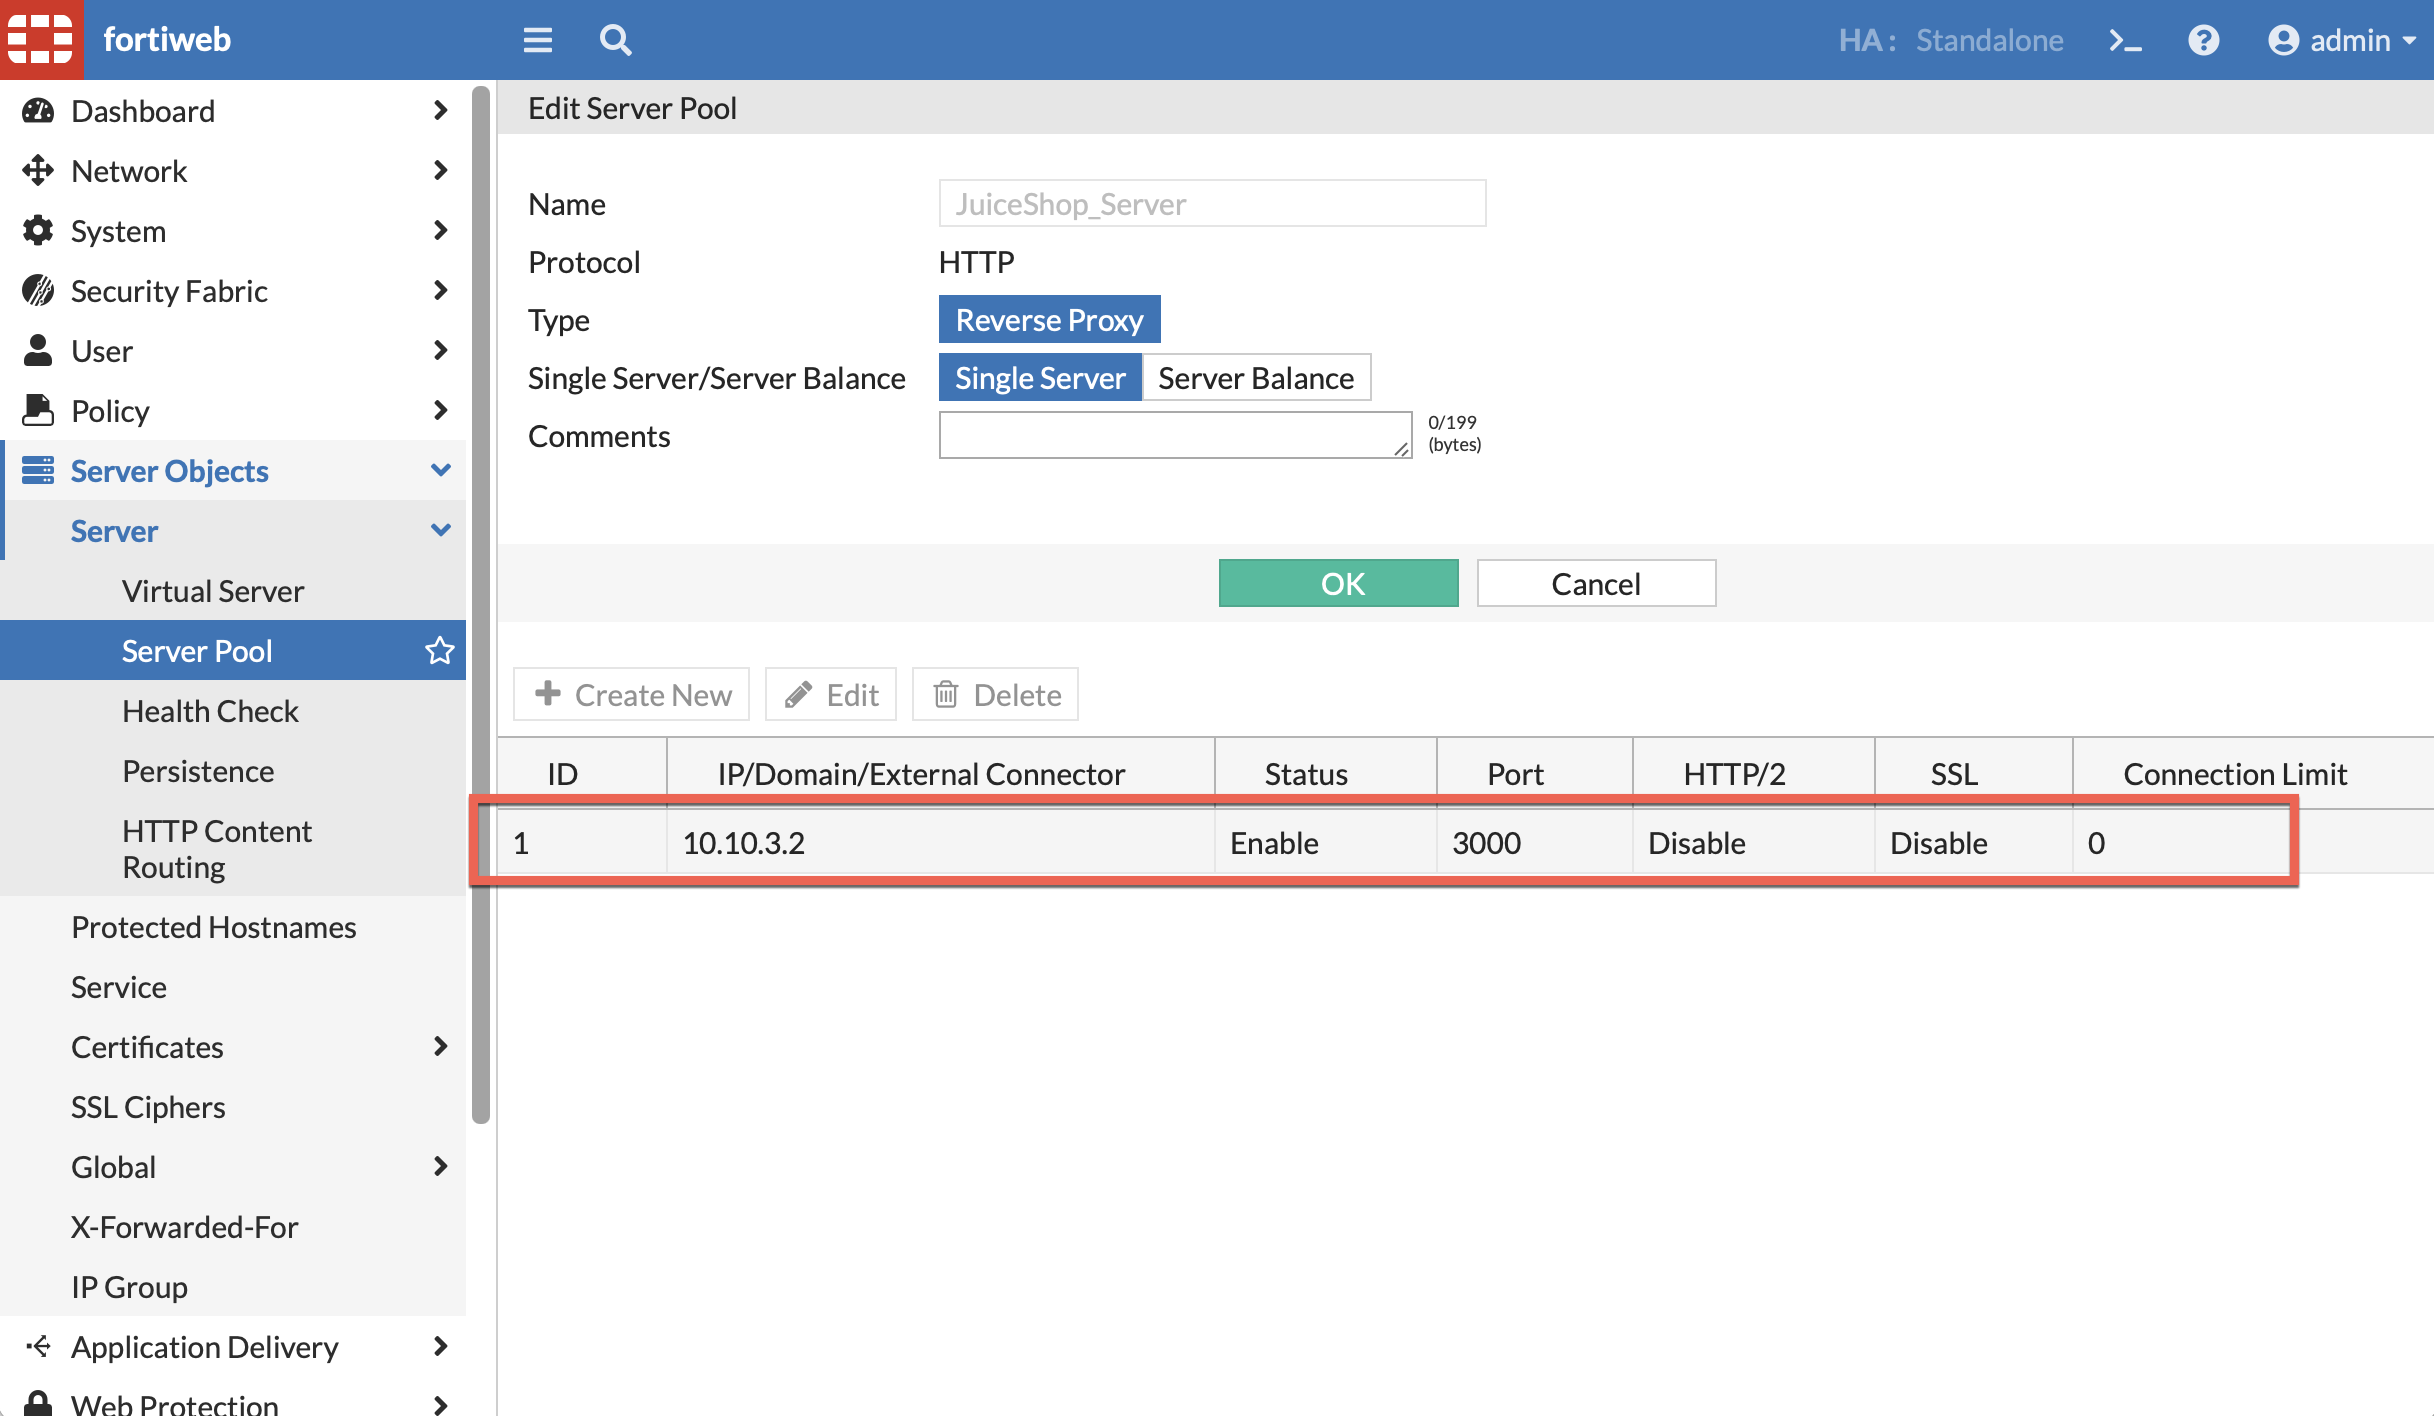 fortiweb
HA: Standalone
admin
Dashboard
Network
System
Security Fabric
User
Policy
Server Objects
Server
Virtual Server
Server Pool
Health Check
Persistence
HTTP Content
Routing
Protected Hostnames
Service
Certificates
SSL Ciphers
Global
X-Forwarded-For
IP Group
Application Delivery
Web Protection
Edit Server Pool
Name JuiceShop_Server
Protocol HTTP
Type Reverse Proxy
Single Server/Server Balance Single Server Server Balance
Comments 0/199
(bytes)
OK Cancel
Create New Edit Delete
ID IP/Domain/External Connector Status Port HTTP/2 SSL Connection Limit
1 10.10.3.2 Enable 3000 Disable Disable 0